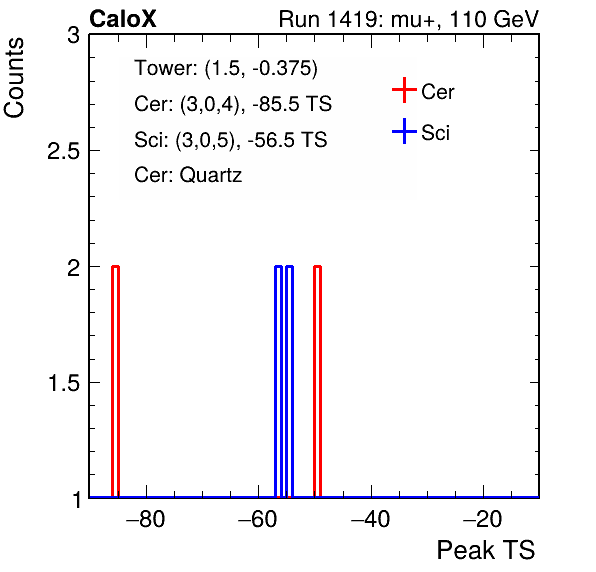 CaloX Run 1419: mu+, 110 GeV
Counts
3
2.5
2
1.5
1
Tower: (1.5, -0.375)
Cer: (3,0,4), -85.5 TS
Sci: (3,0,5), -56.5 TS
Cer: Quartz
Cer
Sci
−80 −60 −40 −20
Peak TS